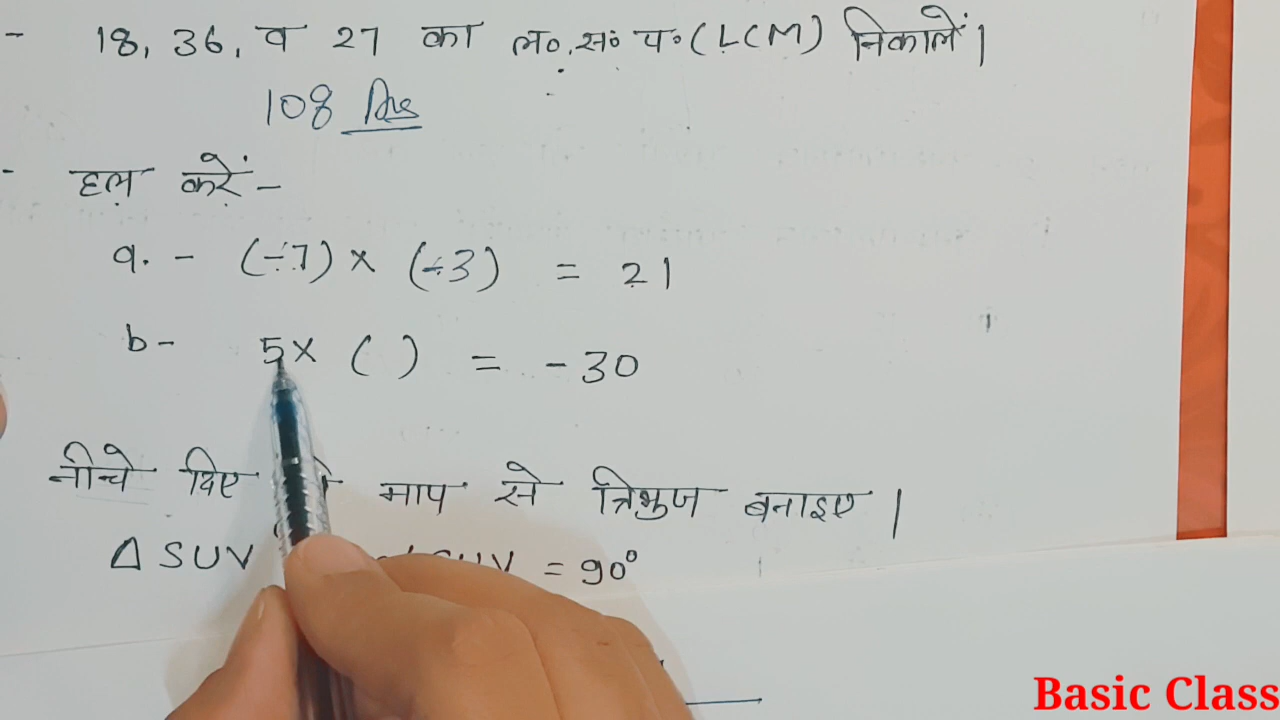 - 18, 36, व 27 का ल०.स० प०(LCM) निकालें।
108 Ans
- हल करें -
a. - (-7) × (-3) = 21
b - 5× ( ) = -30
नीचे दिए माप से त्रिभुज बनाइए ।
Δ SUV = 90°
Basic Class